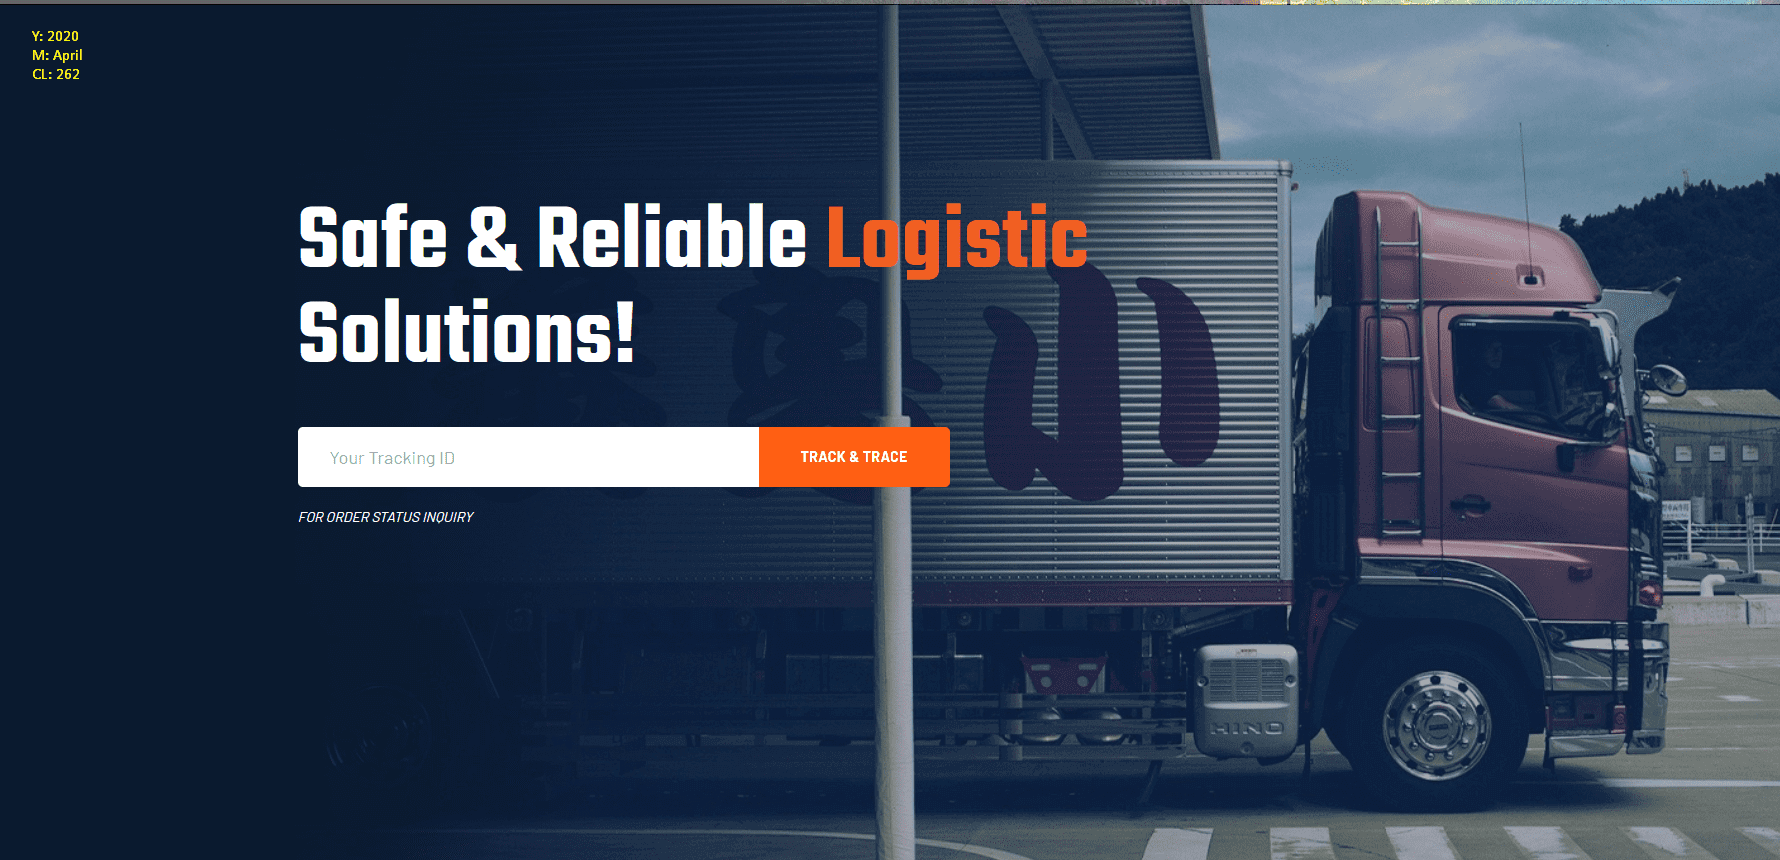 Y: 2020
M: April
CL: 262
Safe & Reliable Logistic
Solutions!
Your Tracking ID
TRACK & TRACE
FOR ORDER STATUS INQUIRY
HINO